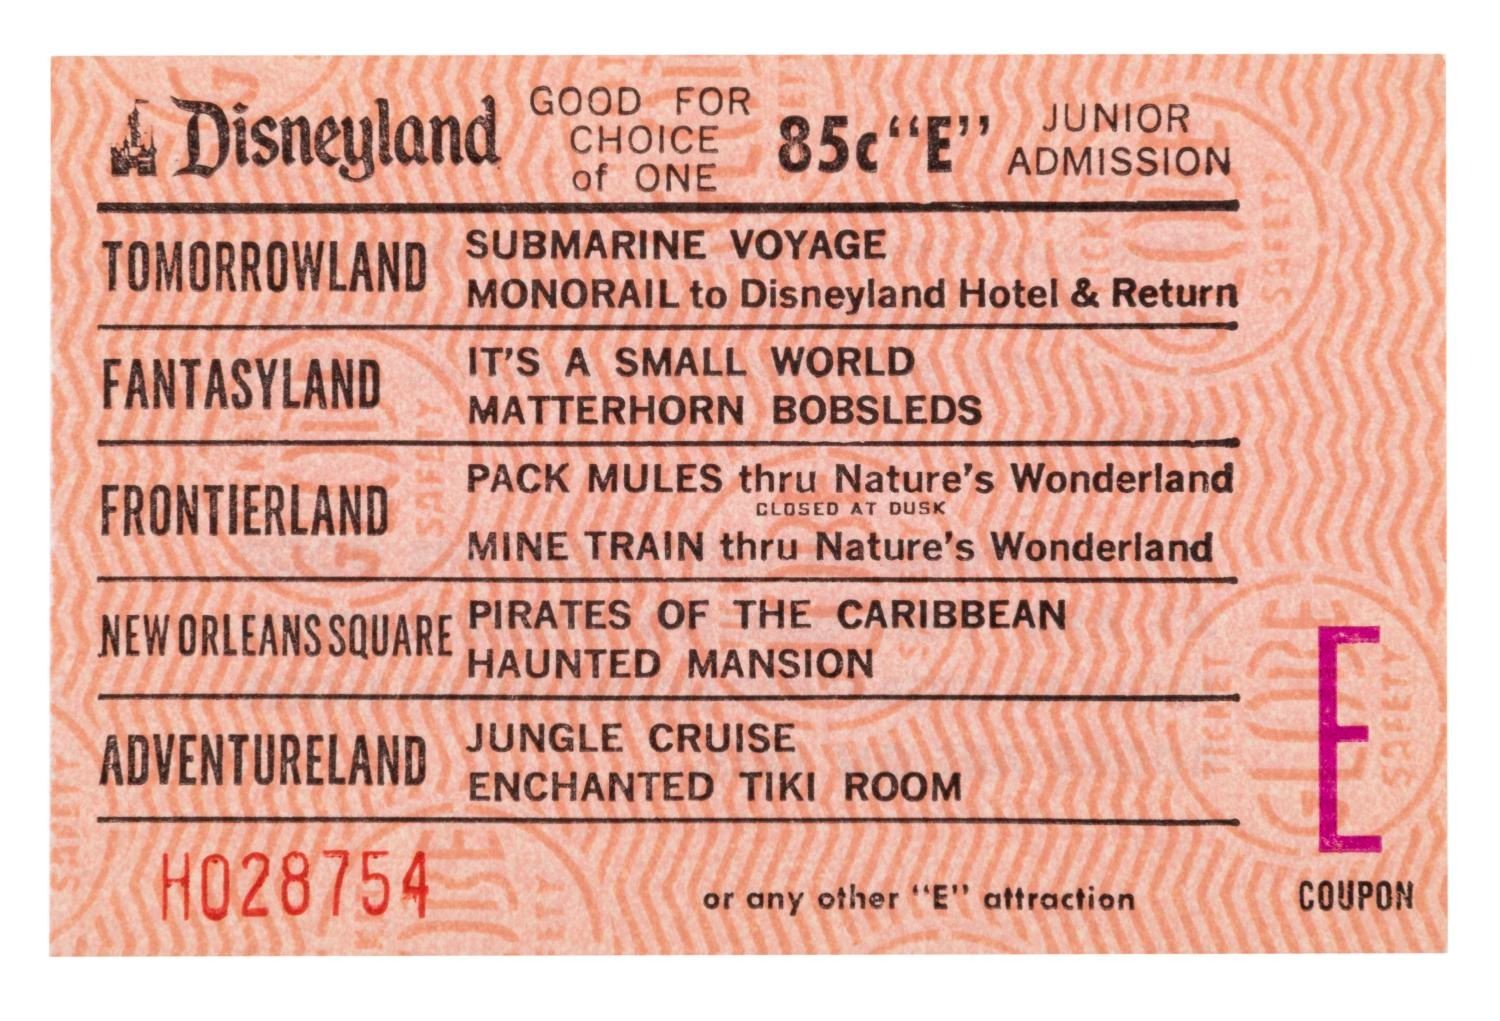 Disneyland
GOOD FOR
CHOICE
of ONE
85c "E"
JUNIOR
ADMISSION
TOMORROWLAND
SUBMARINE VOYAGE
MONORAIL to Disneyland Hotel & Return
FANTASYLAND
IT'S A SMALL WORLD
MATTERHORN BOBSLEDS
FRONTIERLAND
PACK MULES thru Nature's Wonderland
CLOSED AT DUSK
MINE TRAIN thru Nature's Wonderland
NEW ORLEANS SQUARE
PIRATES OF THE CARIBBEAN
HAUNTED MANSION
ADVENTURELAND
JUNGLE CRUISE
ENCHANTED TIKI ROOM
H028754
or any other "E" attraction
E
COUPON